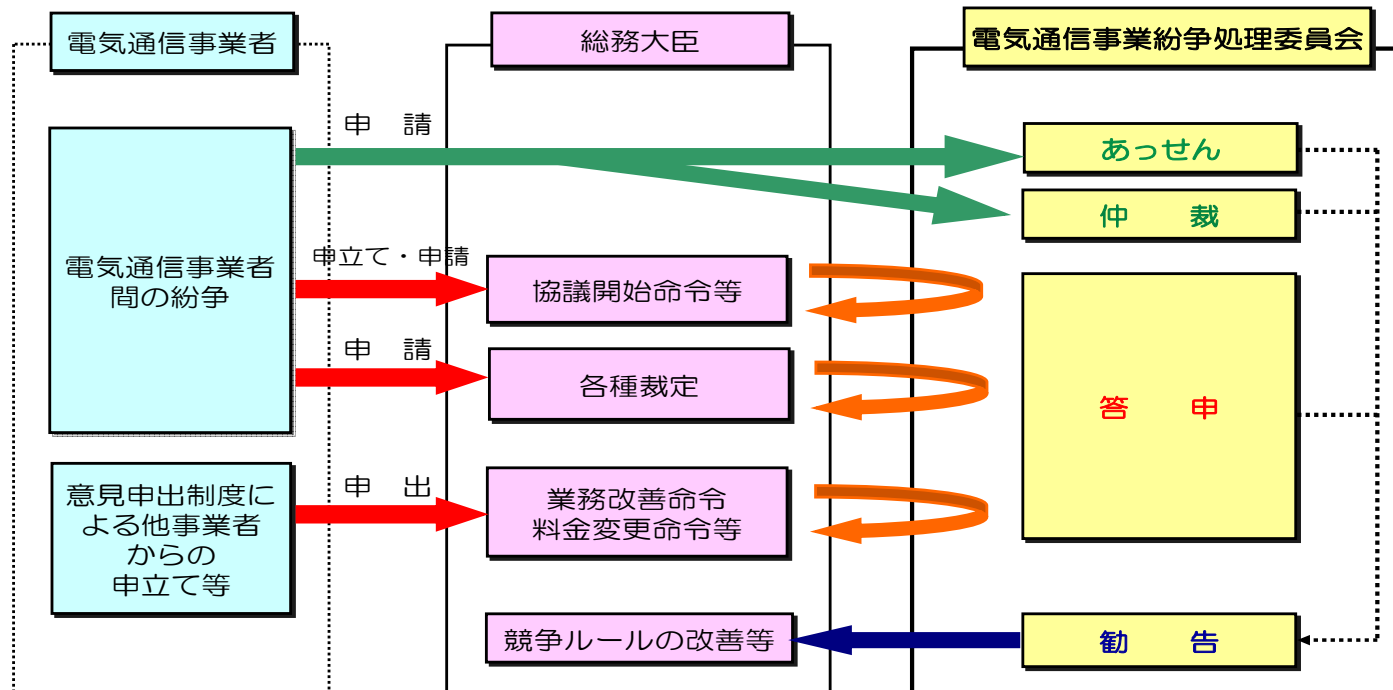 電気通信事業者
総務大臣
電気通信事業紛争処理委員会
申 請
あっせん
仲 裁
電気通信事業者
間の紛争
申立て・申請
協議開始命令等
申 請
各種裁定
答 申
意見申出制度に
よる他事業者
からの
申立て等
申 出
業務改善命令
料金変更命令等
競争ルールの改善等
勧 告